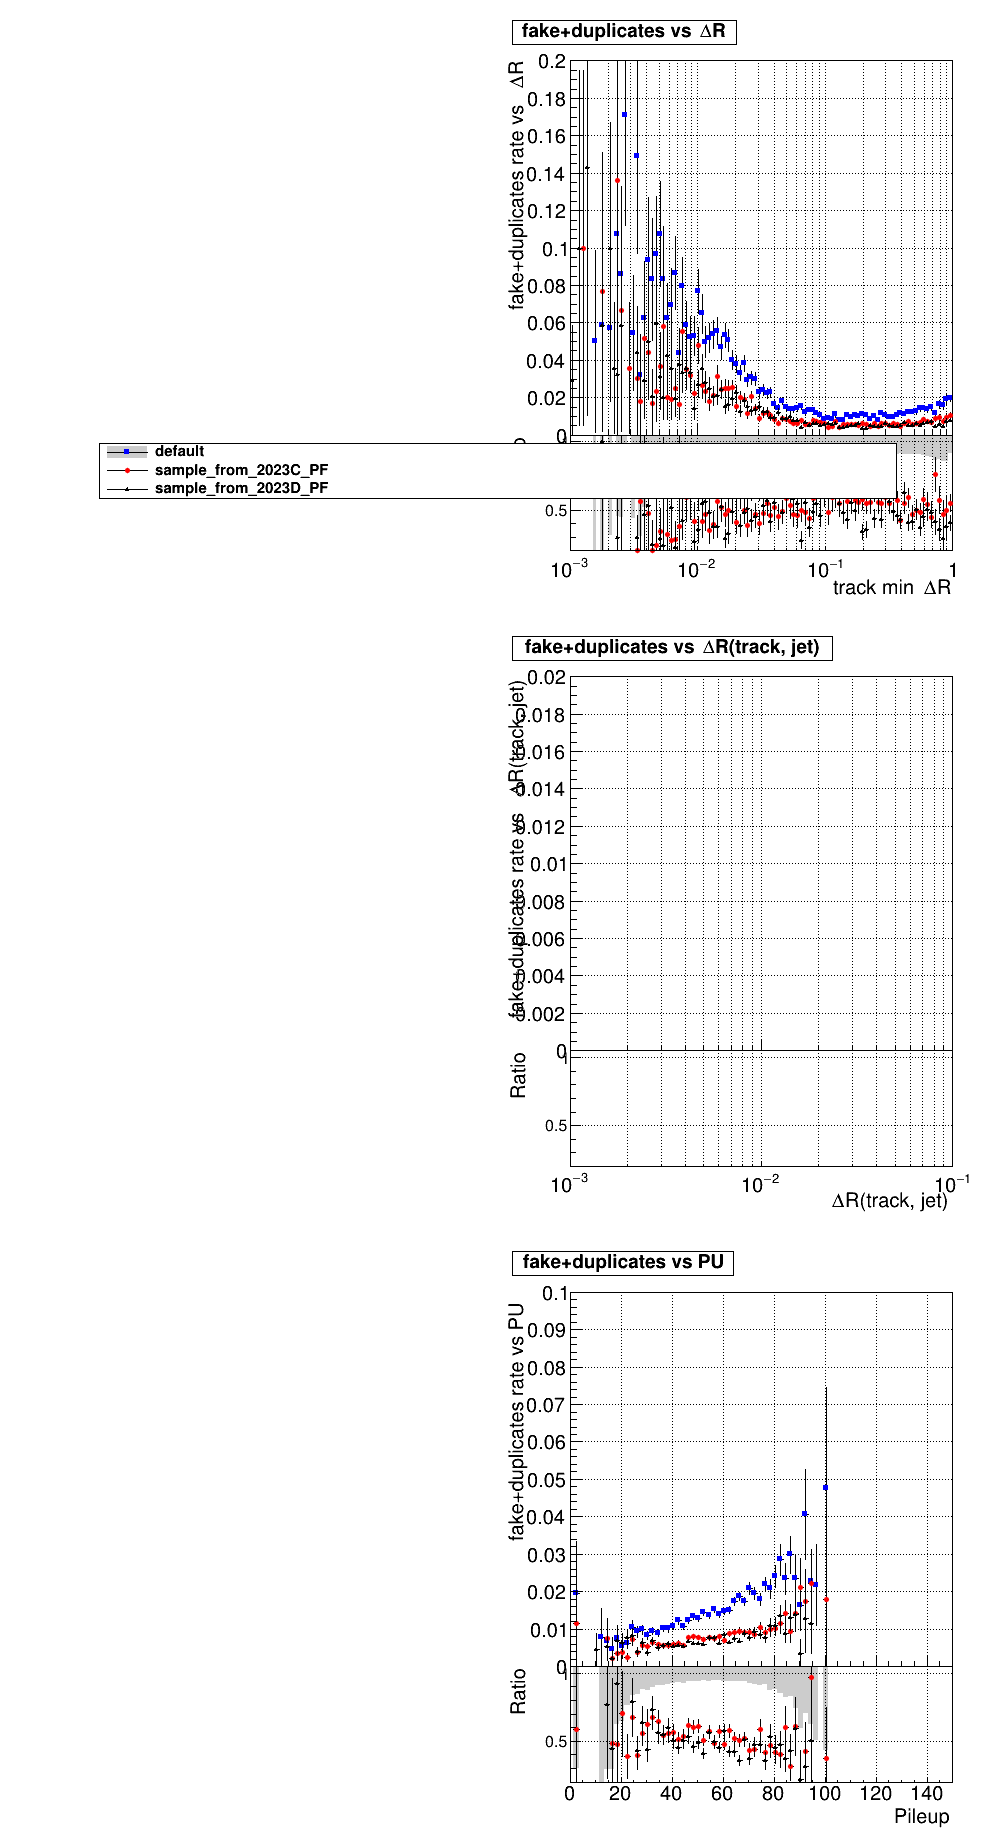 fake+duplicates vs ΔR
fake+duplicates rate vs ΔR
0.2
0.18
0.16
0.14
0.12
0.1
0.08
0.06
0.04
0.02
0
default
sample_from_2023C_PF
sample_from_2023D_PF
0.5
10⁻³ 10⁻² 10⁻¹ 1
track min ΔR
fake+duplicates vs ΔR(track, jet)
fake+duplicates rate vs ΔR(track, jet)
0.02
0.018
0.016
0.014
0.012
0.01
0.008
0.006
0.004
0.002
0
Ratio
1
0.5
10⁻³ 10⁻² 10⁻¹
ΔR(track, jet)
fake+duplicates vs PU
fake+duplicates rate vs PU
0.1
0.09
0.08
0.07
0.06
0.05
0.04
0.03
0.02
0.01
0
Ratio
1
0.5
0 20 40 60 80 100 120 140
Pileup